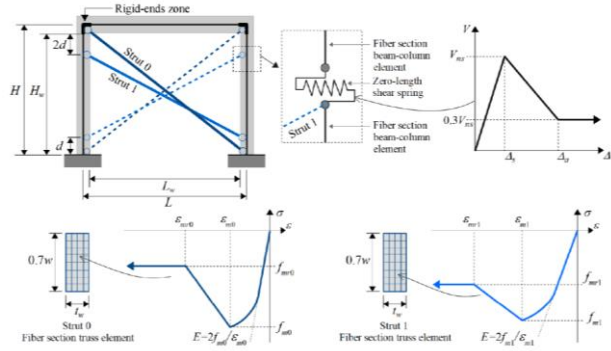 Rigid-ends zone
2d
H
H_w
d
Strut 0
Strut 1
L_w
L
Strut 1
Fiber section
beam-column
element
Zero-length
shear spring
Fiber section
beam-column
element
V
V_ns
0.3V_ns
Δ_s
Δ_a
Δ
0.7w
t_w
Strut 0
Fiber section truss element
ε_mr0
ε_m0
σ
ε
f_mr0
f_m0
E=2f_m0/ε_m0
0.7w
t_w
Strut 1
Fiber section truss element
ε_mr1
ε_m1
σ
ε
f_mr1
f_m1
E=2f_m1/ε_m1